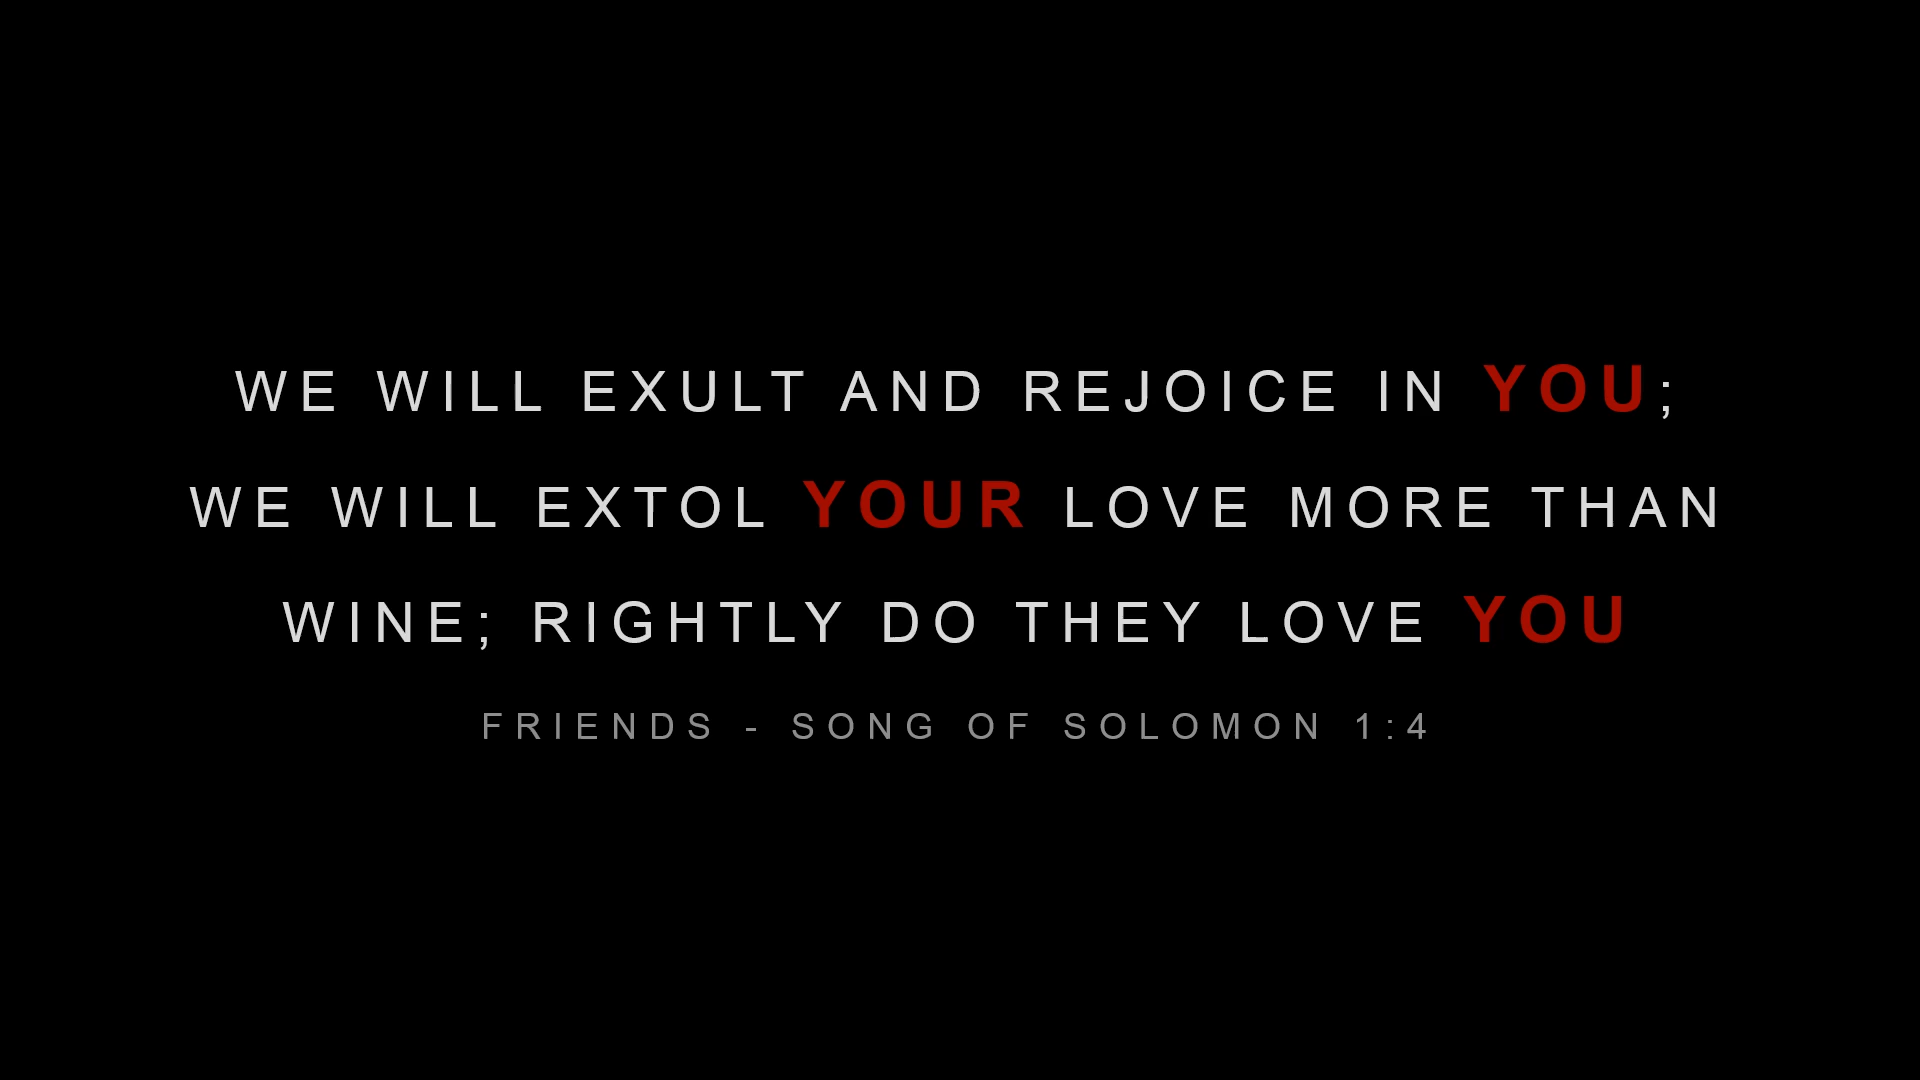 WE WILL EXULT AND REJOICE IN YOU;
WE WILL EXTOL YOUR LOVE MORE THAN
WINE; RIGHTLY DO THEY LOVE YOU
FRIENDS - SONG OF SOLOMON 1:4